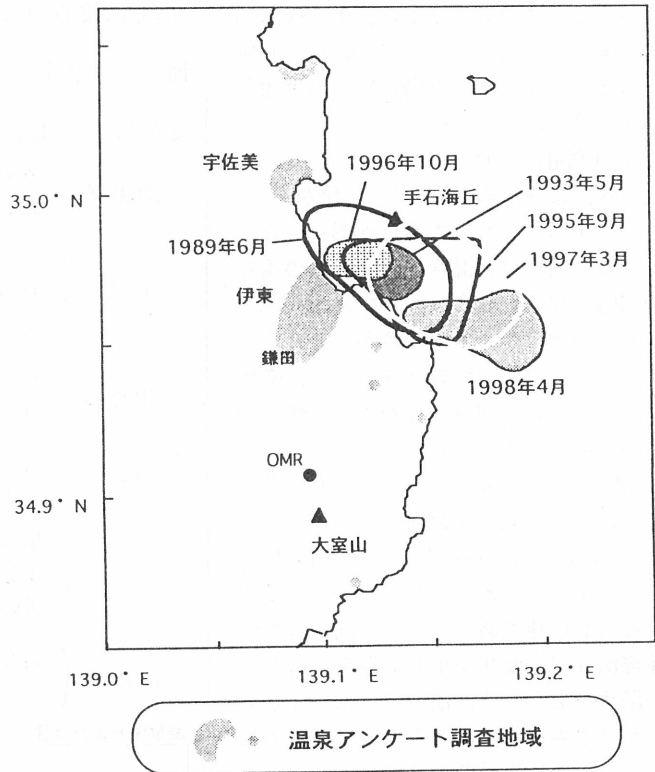 宇佐美
1996年10月
1993年5月
手石海丘
35.0° N
1995年9月
1989年6月
1997年3月
伊東
鎌田
1998年4月
OMR
34.9° N
大室山
139.0° E
139.1° E
139.2° E
温泉アンケート調査地域